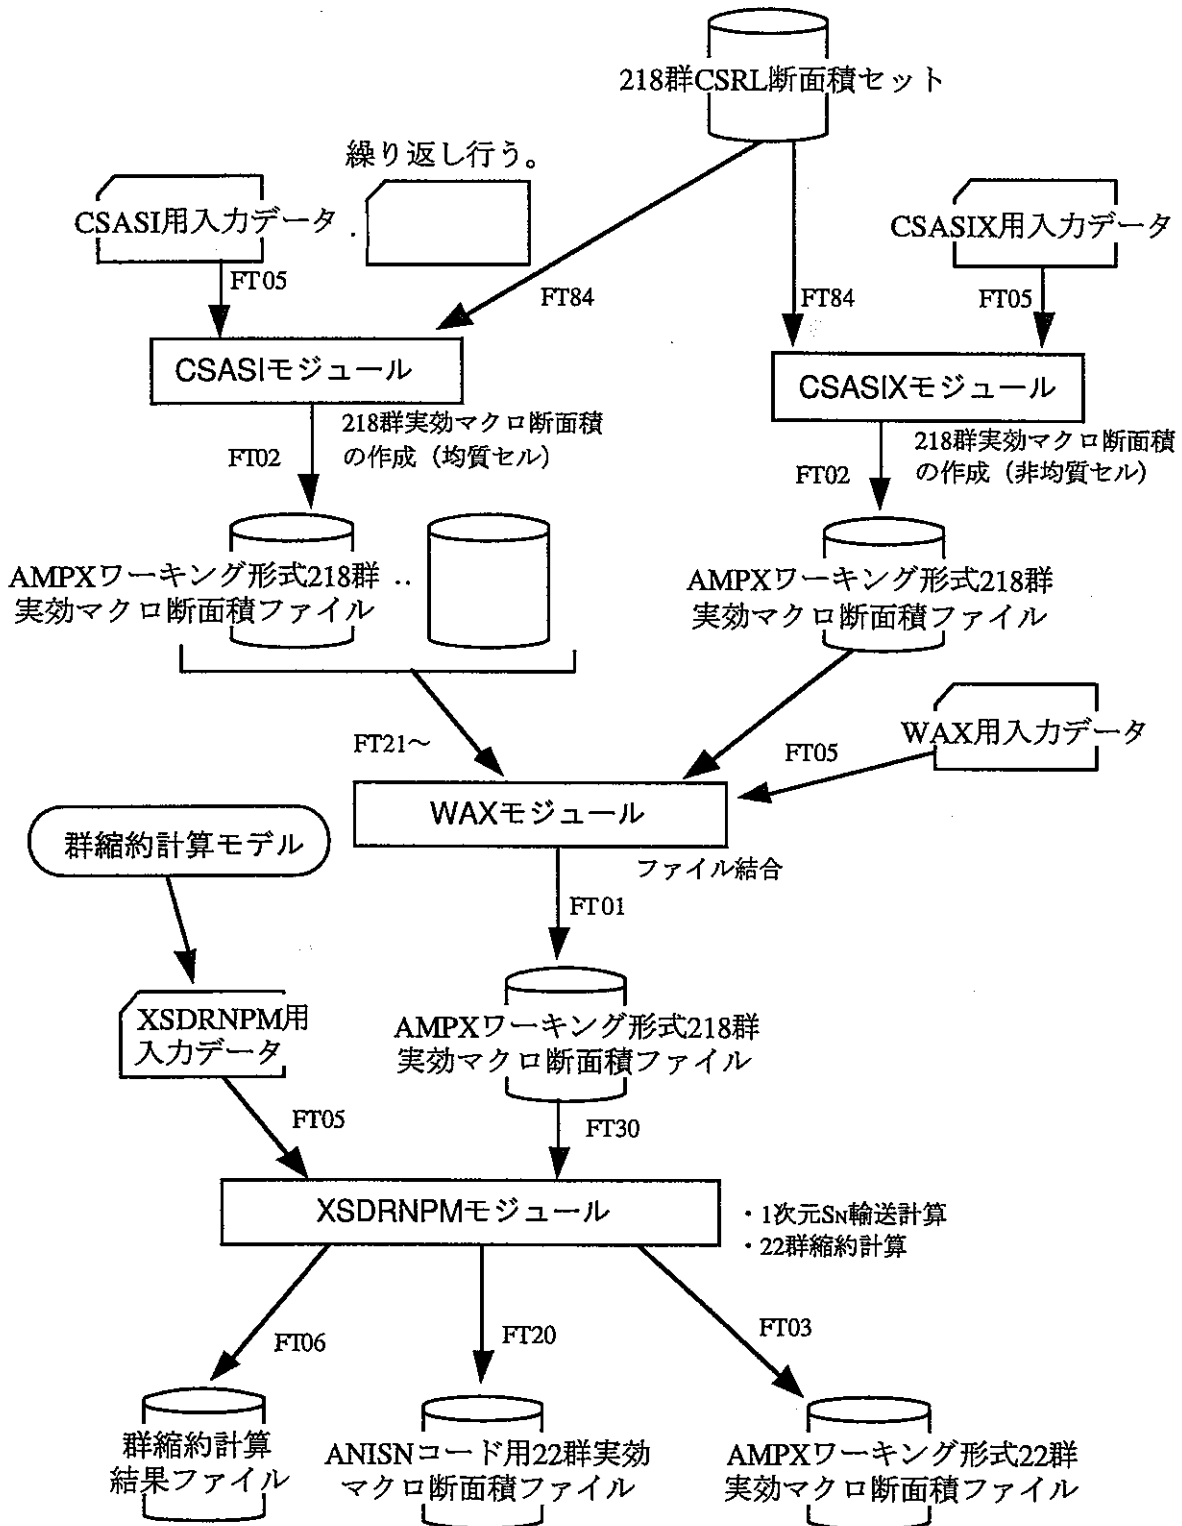 218群CSRL断面積セット
繰り返し行う。
CSASI用入力データ
.
CSASIX用入力データ
FT05
FT84
FT84
FT05
CSASIモジュール
CSASIXモジュール
218群実効マクロ断面積
の作成（均質セル）
FT02
218群実効マクロ断面積
の作成（非均質セル）
FT02
AMPXワーキング形式218群
実効マクロ断面積ファイル
..
AMPXワーキング形式218群
実効マクロ断面積ファイル
FT21〜
FT05
WAX用入力データ
WAXモジュール
ファイル結合
群縮約計算モデル
FT01
XSDRNPM用
入力データ
AMPXワーキング形式218群
実効マクロ断面積ファイル
FT05
FT30
XSDRNPMモジュール
・1次元SN輸送計算
・22群縮約計算
FT06
FT20
FT03
群縮約計算
結果ファイル
ANISNコード用22群実効
マクロ断面積ファイル
AMPXワーキング形式22群
実効マクロ断面積ファイル